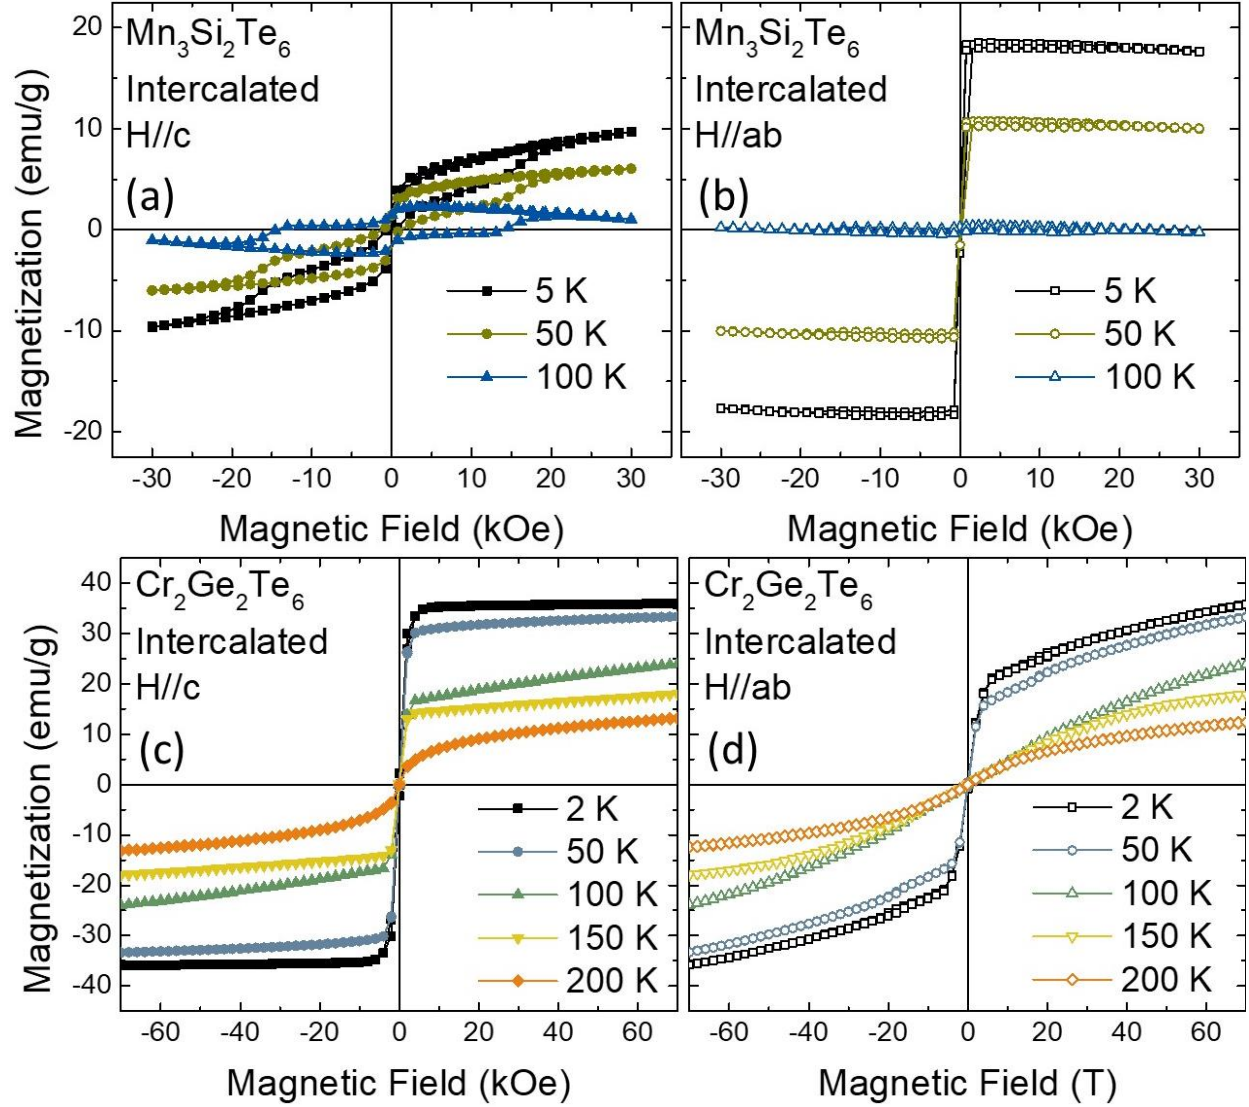 Mn3Si2Te6
Intercalated
H//c
(a)
5 K
50 K
100 K
20
10
0
-10
-20
Magnetization (emu/g)
-30 -20 -10 0 10 20 30
Magnetic Field (kOe)
Mn3Si2Te6
Intercalated
H//ab
(b)
5 K
50 K
100 K
-30 -20 -10 0 10 20 30
Magnetic Field (kOe)
Cr2Ge2Te6
Intercalated
H//c
(c)
2 K
50 K
100 K
150 K
200 K
40
30
20
10
0
-10
-20
-30
-40
Magnetization (emu/g)
-60 -40 -20 0 20 40 60
Magnetic Field (kOe)
Cr2Ge2Te6
Intercalated
H//ab
(d)
2 K
50 K
100 K
150 K
200 K
-60 -40 -20 0 20 40 60
Magnetic Field (T)